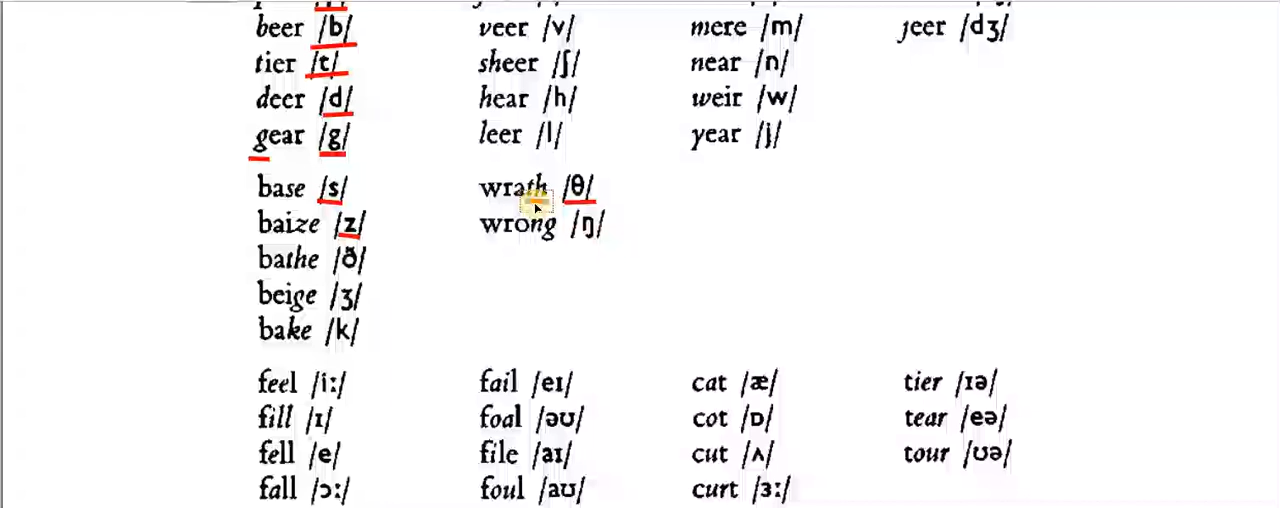 beer /b/ veer /v/ mere /m/ jeer /dʒ/
tier /t/ sheer /ʃ/ near /n/
deer /d/ hear /h/ weir /w/
gear /g/ leer /l/ year /j/
base /s/ wrath /θ/
baize /z/ wrong /ŋ/
bathe /ð/
beige /ʒ/
bake /k/
feel /iː/ fail /eɪ/ cat /æ/ tier /ɪə/
fill /ɪ/ foal /əʊ/ cot /ɒ/ tear /eə/
fell /e/ file /aɪ/ cut /ʌ/ tour /ʊə/
fall /ɔː/ foul /aʊ/ curt /ɜː/